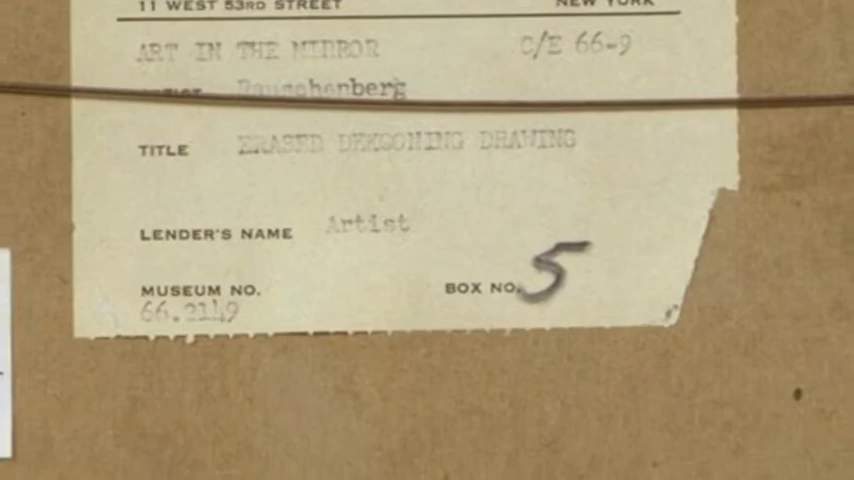 11 WEST 53RD STREET NEW YORK
ART IN THE MIRROR C/E 66-9
ARTIST Rauschenberg
TITLE ERASED DEKOONING DRAWING
LENDER'S NAME Artist
MUSEUM NO. BOX NO. 5
66.2149